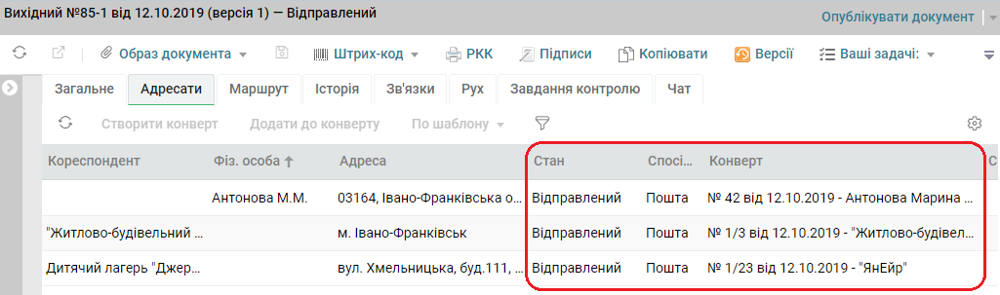 Вихідний №85-1 від 12.10.2019 (версія 1) — Відправлений
Опублікувати документ
Образ документа Штрих-код РКК Підписи Копіювати Версії Ваші задачі:
Загальне Адресати Маршрут Історія Зв'язки Рух Завдання контролю Чат
Створити конверт Додати до конверту По шаблону
Кореспондент Фіз. особа Адреса Стан Спосі... Конверт С
Антонова М.М. 03164, Івано-Франківська о... Відправлений Пошта № 42 від 12.10.2019 - Антонова Марина ...
"Житлово-будівельний ... м. Івано-Франківськ Відправлений Пошта № 1/3 від 12.10.2019 - "Житлово-будівел...
Дитячий лагерь "Джер... вул. Хмельницька, буд.111, ... Відправлений Пошта № 1/23 від 12.10.2019 - "ЯнЕйр"